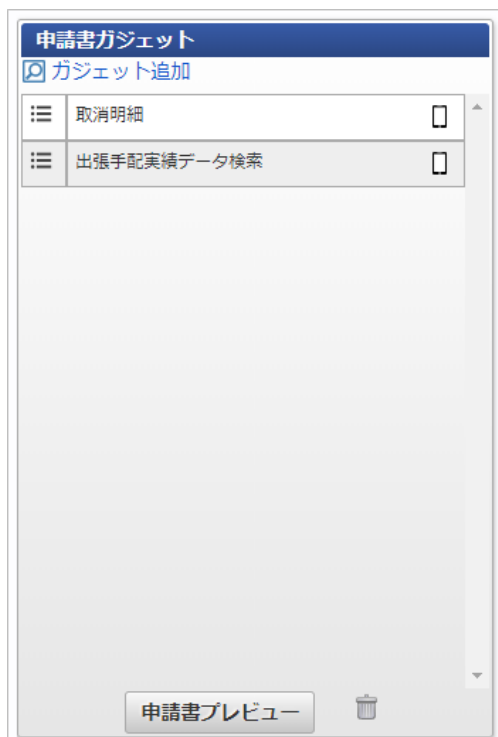 申請書ガジェット
ガジェット追加
取消明細
出張手配実績データ検索
申請書プレビュー